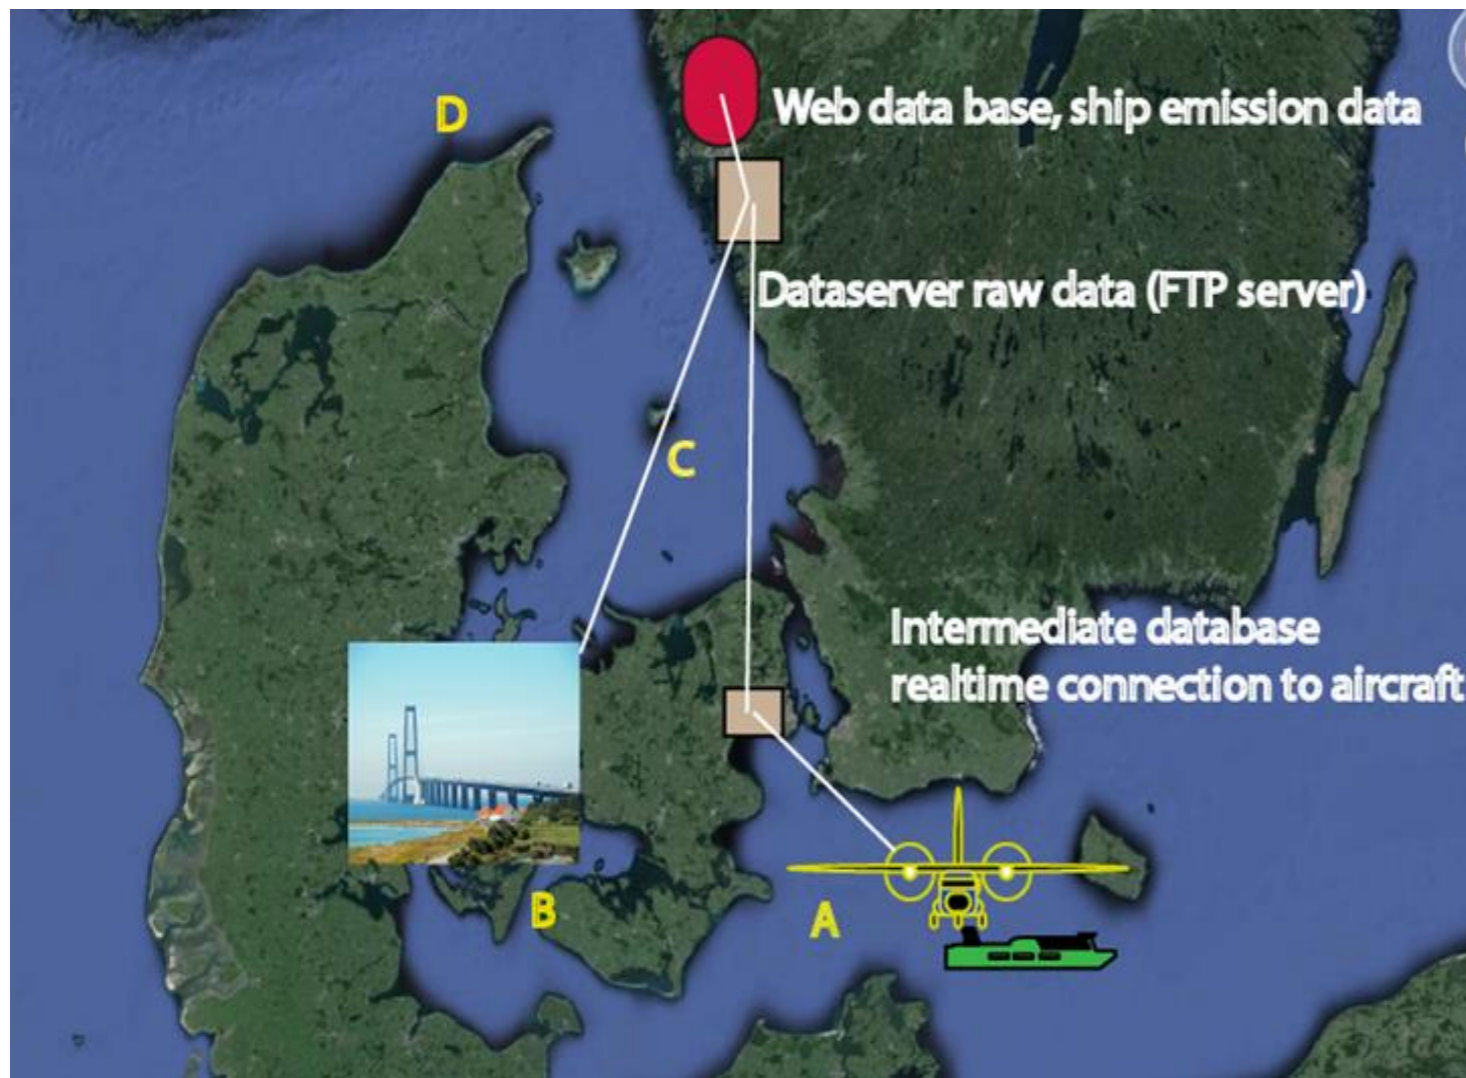 D
Web data base, ship emission data
Dataserver raw data (FTP server)
C
Intermediate database
realtime connection to aircraft
B
A